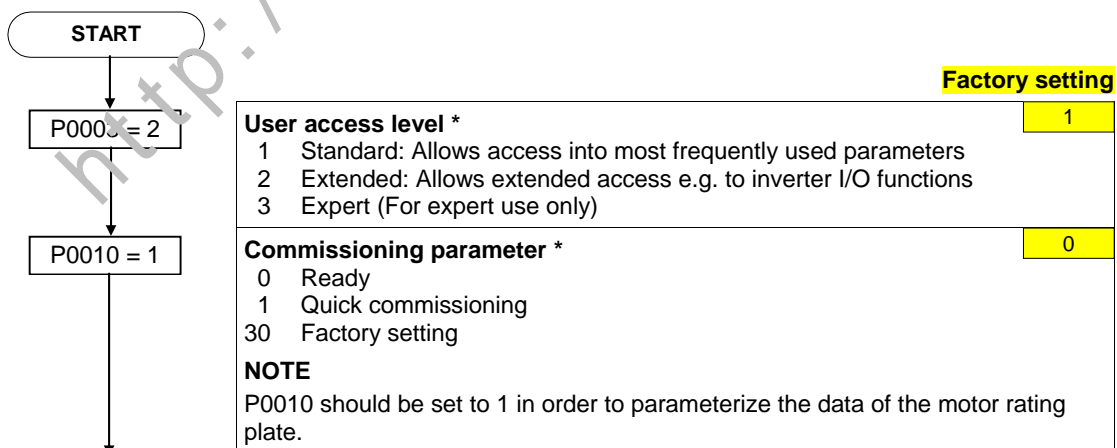 START
http:/
Factory setting
P0003 = 2
User access level * 1
1 Standard: Allows access into most frequently used parameters
2 Extended: Allows extended access e.g. to inverter I/O functions
3 Expert (For expert use only)
P0010 = 1
Commissioning parameter * 0
0 Ready
1 Quick commissioning
30 Factory setting
NOTE
P0010 should be set to 1 in order to parameterize the data of the motor rating
plate.